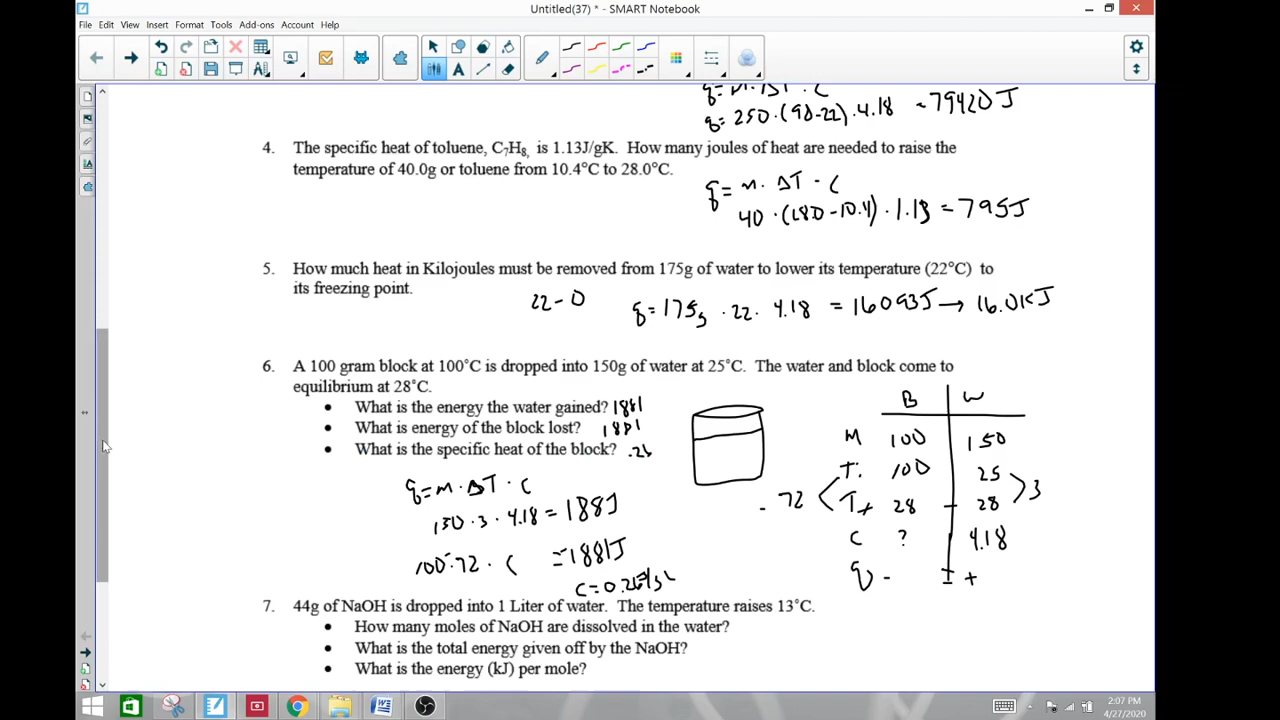 Untitled(37) * - SMART Notebook
File Edit View Insert Format Tools Add-ons Account Help
q= M. ΔT . C
q= 250 . (90-22) . 4.18 = 79420 J
4. The specific heat of toluene, C₇H₈, is 1.13J/gK. How many joules of heat are needed to raise the
temperature of 40.0g or toluene from 10.4°C to 28.0°C.
q= M. ΔT . C
40 . (280-10.4) . 1.13 = 795J
5. How much heat in Kilojoules must be removed from 175g of water to lower its temperature (22°C) to
its freezing point.
22-0 q= 175g . 22 . 4.18 = 16093J → 16.0KJ
6. A 100 gram block at 100°C is dropped into 150g of water at 25°C. The water and block come to
equilibrium at 28°C.
• What is the energy the water gained? 1881
• What is energy of the block lost? 1881
• What is the specific heat of the block? .26
B W
M 100 150
Ti 100 25
- 72 Tf 28 28 3
C ? 4.18
q - +
q= M . ΔT . C
150 . 3 . 4.18 = 188J
100 . -72 . C = -1881J
7. 44g of NaOH is dropped into 1 Liter of water. The temperature raises 13°C.
• How many moles of NaOH are dissolved in the water?
• What is the total energy given off by the NaOH?
• What is the energy (kJ) per mole?
2:07 PM
4/27/2020